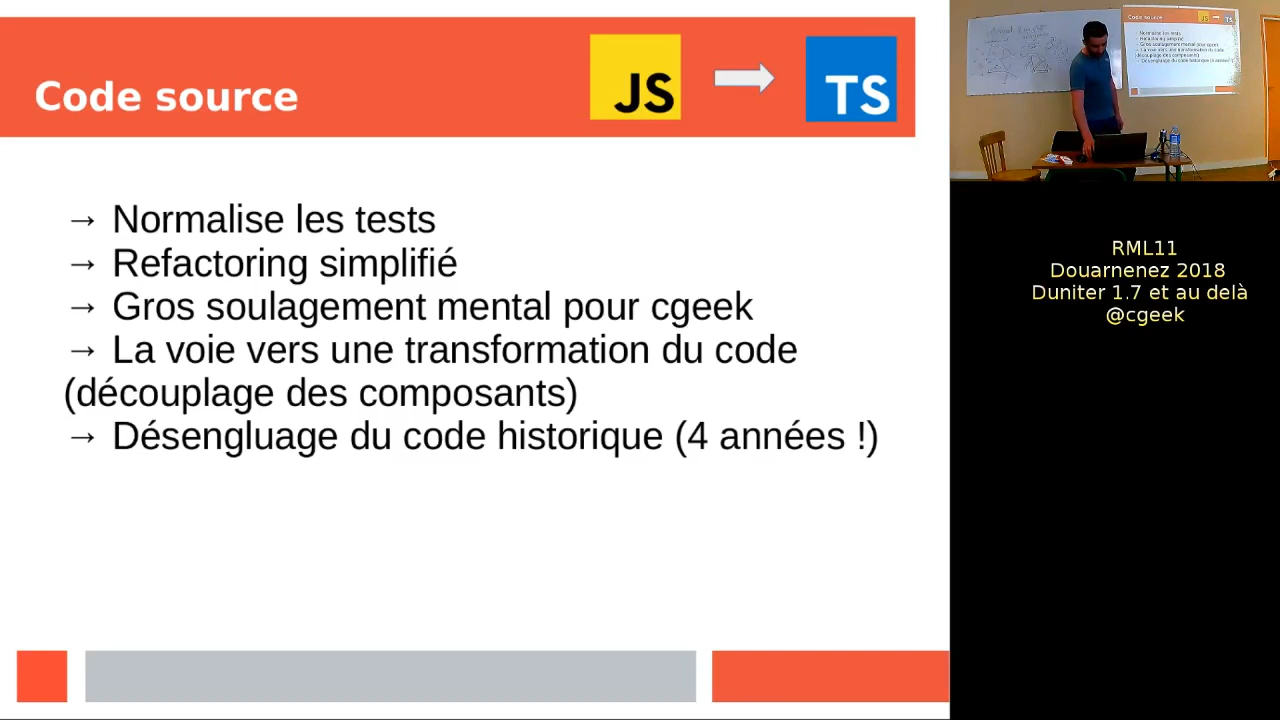 Code source
JS
TS
→ Normalise les tests
→ Refactoring simplifié
→ Gros soulagement mental pour cgeek
→ La voie vers une transformation du code
(découplage des composants)
→ Désengluage du code historique (4 années !)
RML11
Douarnenez 2018
Duniter 1.7 et au delà
@cgeek